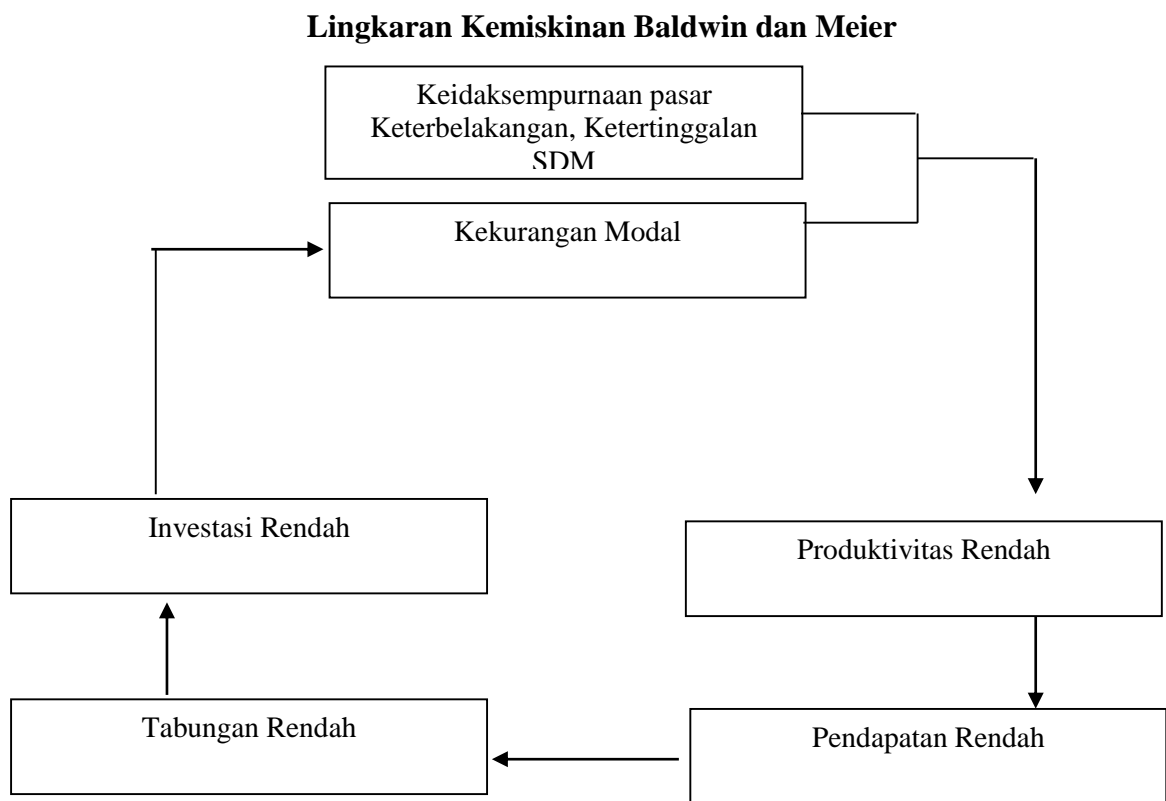 Lingkaran Kemiskinan Baldwin dan Meier
Keidaksempurnaan pasar
Keterbelakangan, Ketertinggalan
SDM
Kekurangan Modal
Investasi Rendah
Produktivitas Rendah
Tabungan Rendah
Pendapatan Rendah